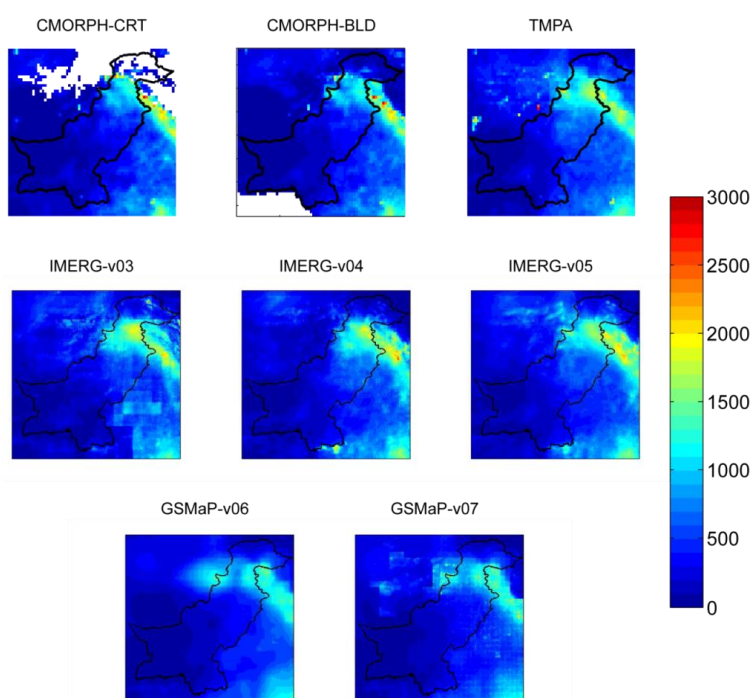 CMORPH-CRT CMORPH-BLD TMPA
IMERG-v03 IMERG-v04 IMERG-v05
GSMaP-v06 GSMaP-v07
3000
2500
2000
1500
1000
500
0